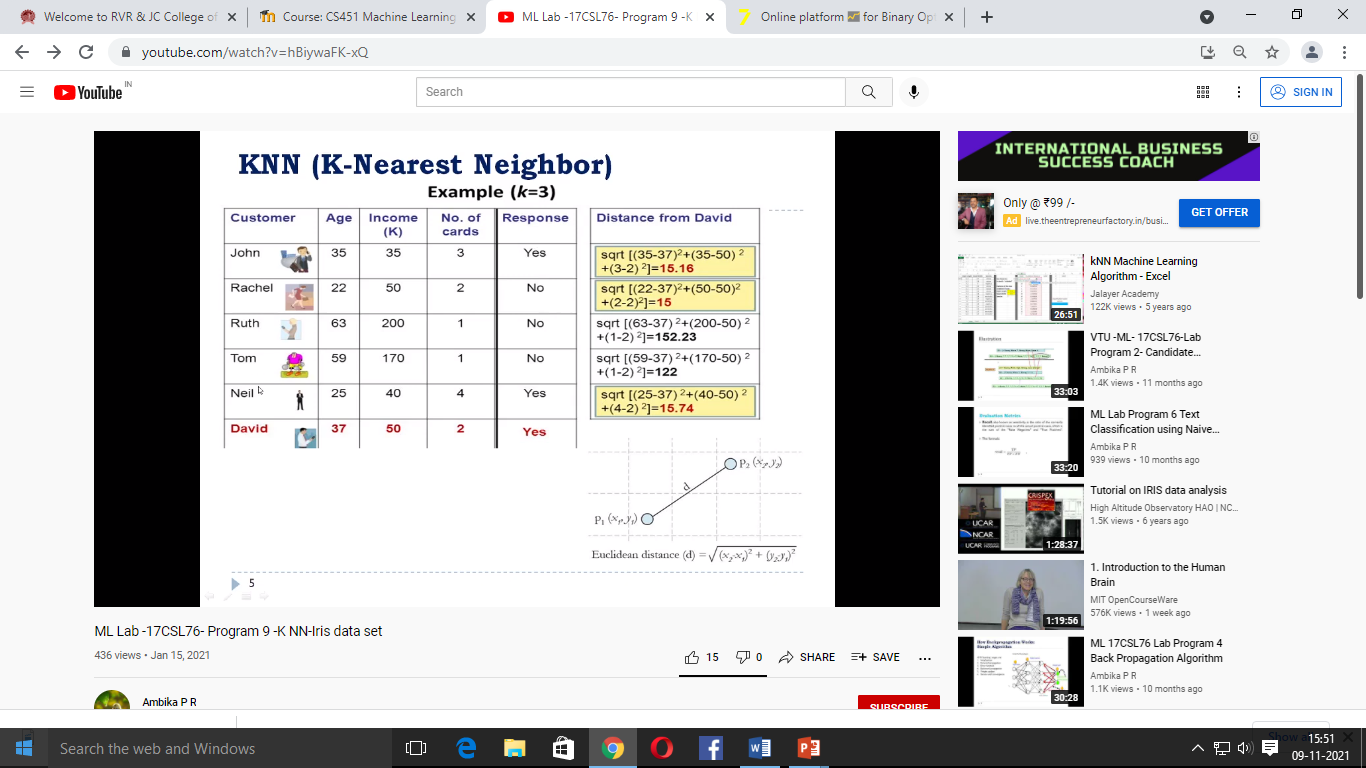 Welcome to RVR & JC College of
Course: CS451 Machine Learning
ML Lab -17CSL76- Program 9 -K
Online platform for Binary Opt
youtube.com/watch?v=hBiywaFK-xQ
YouTube IN
Search
SIGN IN
KNN (K-Nearest Neighbor)
Example (k=3)
Customer Age Income (K) No. of cards Response Distance from David
John 35 35 3 Yes sqrt [(35-37)²+(35-50) ² +(3-2) ²]=15.16
Rachel 22 50 2 No sqrt [(22-37)²+(50-50)² +(2-2)²]=15
Ruth 63 200 1 No sqrt [(63-37) ²+(200-50) ² +(1-2) ²]=152.23
Tom 59 170 1 No sqrt [(59-37) ²+(170-50) ² +(1-2) ²]=122
Neil 25 40 4 Yes sqrt [(25-37) ²+(40-50) ² +(4-2) ²]=15.74
David 37 50 2 Yes
P₂ (x₂, y₂)
d
P₁ (x₁, y₁)
Euclidean distance (d) = √(x₂-x₁)² + (y₂-y₁)²
5
ML Lab -17CSL76- Program 9 -K NN-Iris data set
436 views • Jan 15, 2021
15 0 SHARE SAVE
Ambika P R
SUBSCRIBE
INTERNATIONAL BUSINESS
SUCCESS COACH
Only @ ₹99 /-
Ad live.theentrepreneurfactory.in/busi...
GET OFFER
kNN Machine Learning
Algorithm - Excel
Jalayer Academy
122K views • 5 years ago
26:51
VTU -ML- 17CSL76-Lab
Program 2- Candidate...
Ambika P R
1.4K views • 11 months ago
33:03
ML Lab Program 6 Text
Classification using Naive...
Ambika P R
939 views • 10 months ago
33:20
Tutorial on IRIS data analysis
High Altitude Observatory HAO | NC...
1.5K views • 6 years ago
CRISPEX
UCAR
NCAR
UCAR
1:28:37
1. Introduction to the Human
Brain
MIT OpenCourseWare
576K views • 1 week ago
1:19:56
ML 17CSL76 Lab Program 4
Back Propagation Algorithm
Ambika P R
1.1K views • 10 months ago
30:28
Search the web and Windows
15:51
09-11-2021